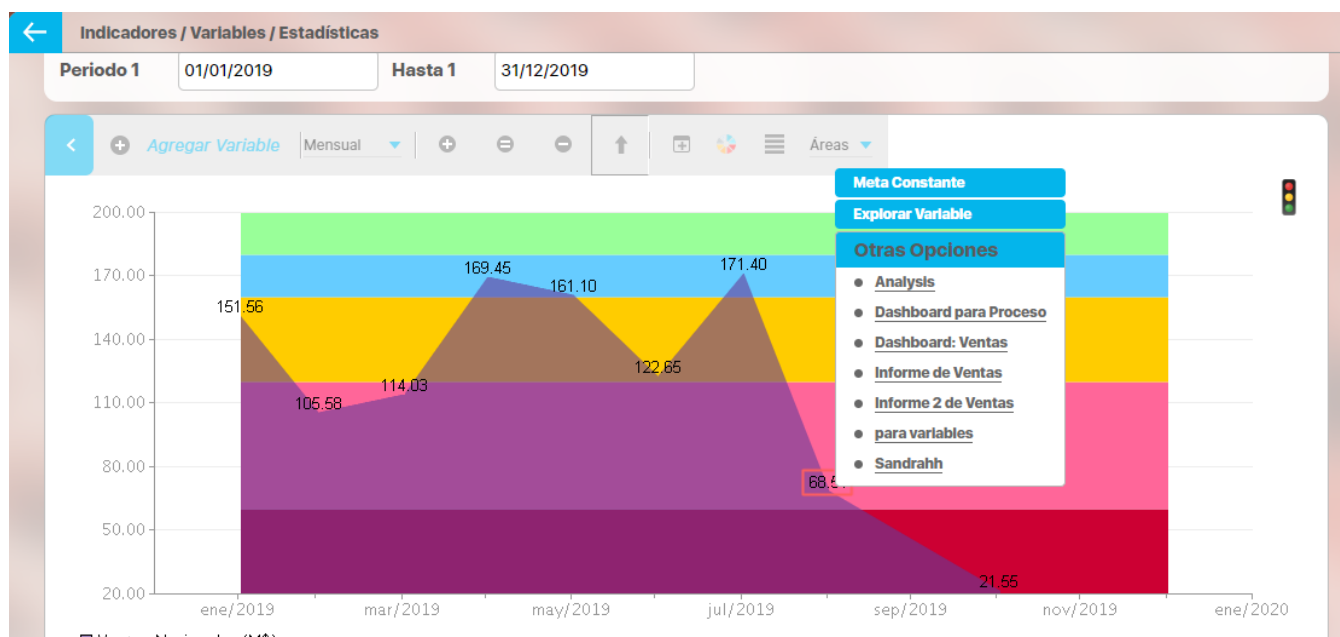 Indicadores / Variables / Estadísticas
Periodo 1 01/01/2019 Hasta 1 31/12/2019
Agregar Variable Mensual Áreas
Meta Constante
Explorar Variable
Otras Opciones
Analysis
Dashboard para Proceso
Dashboard: Ventas
Informe de Ventas
Informe 2 de Ventas
para variables
Sandrahh
200.00
170.00
140.00
110.00
80.00
50.00
20.00
151.56
105.58
114.03
169.45
161.10
122.65
171.40
21.55
ene/2019 mar/2019 may/2019 jul/2019 sep/2019 nov/2019 ene/2020